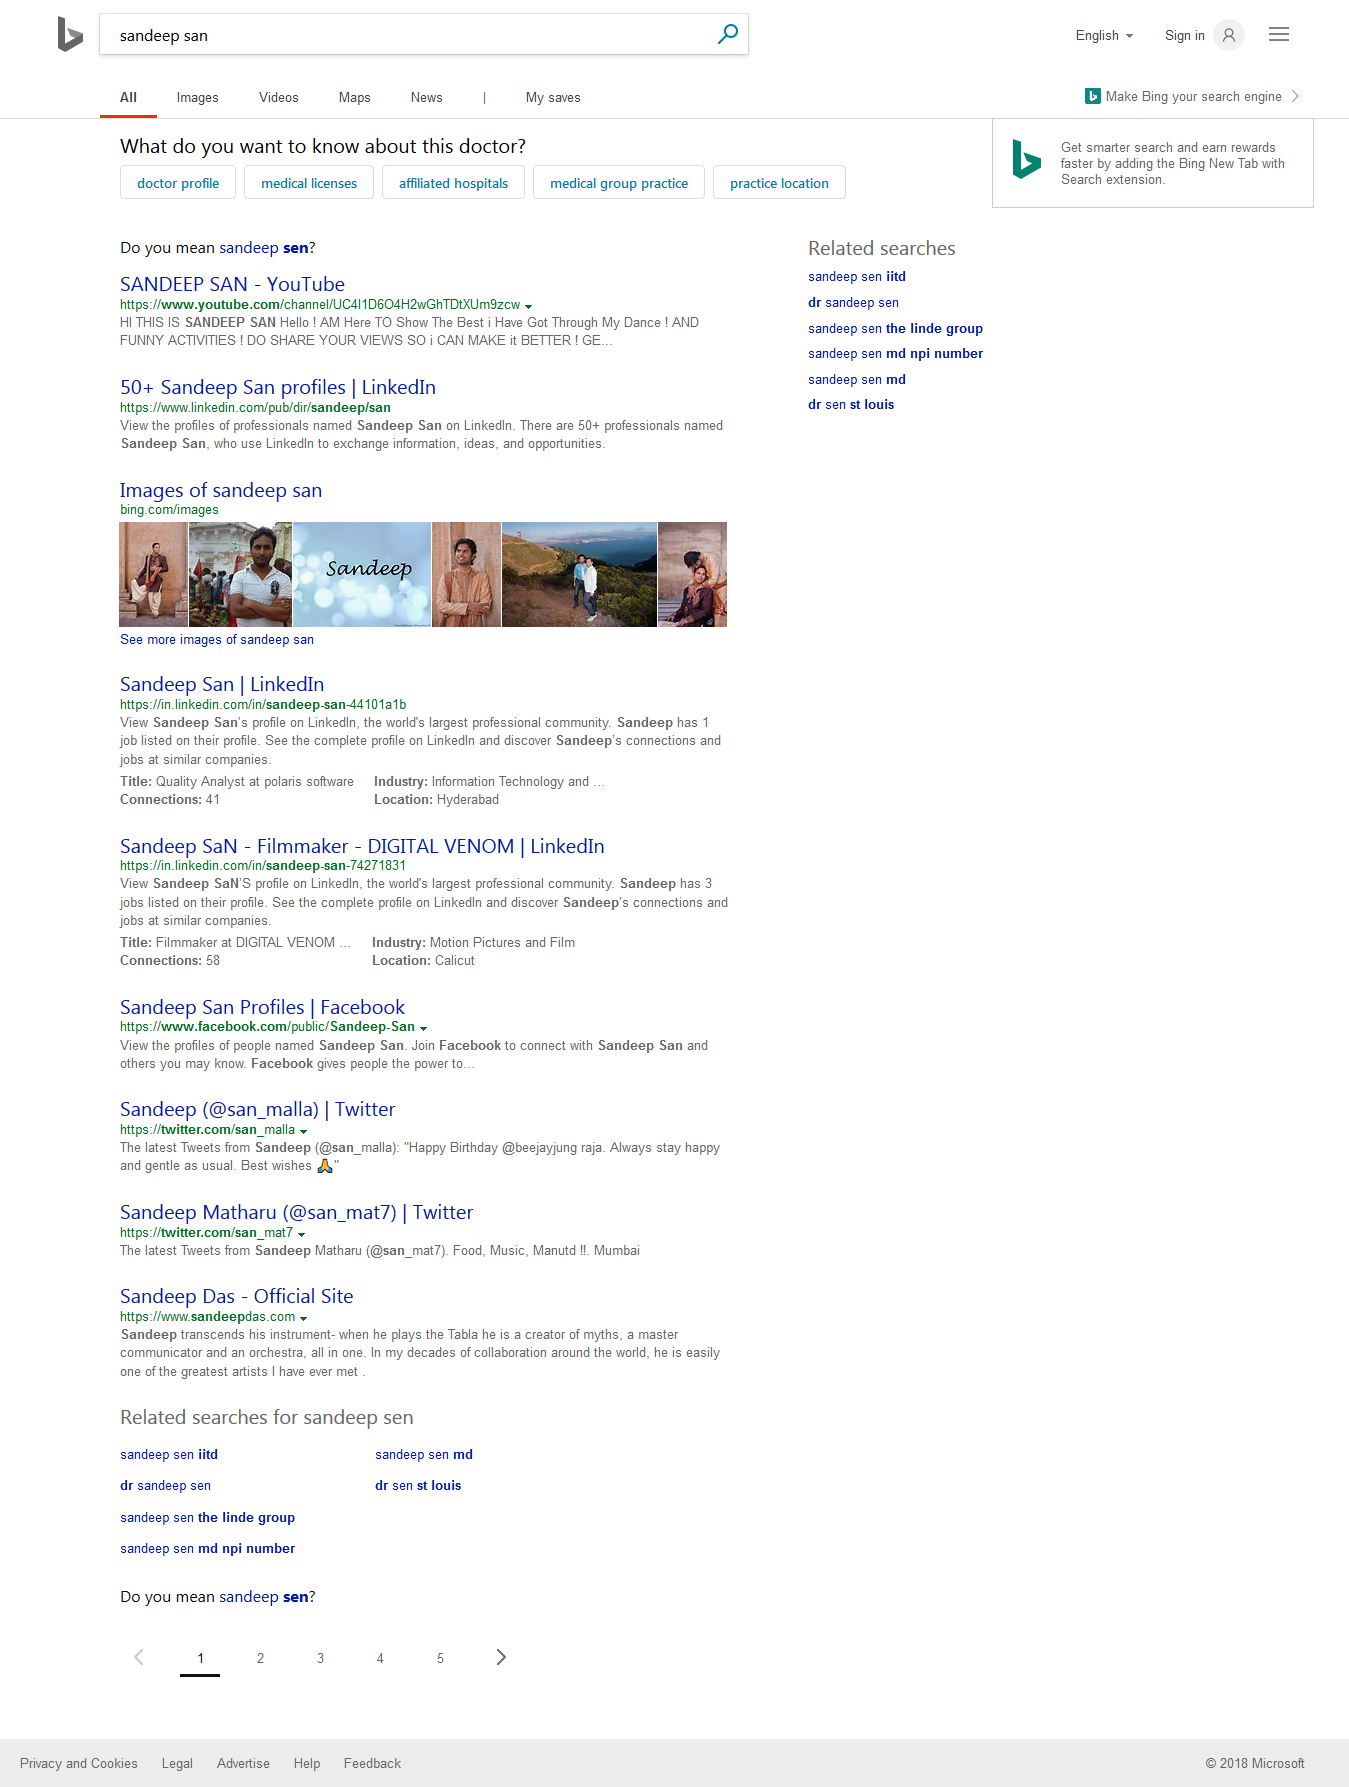 sandeep san
English
Sign in
All
Images
Videos
Maps
News
|
My saves
Make Bing your search engine
What do you want to know about this doctor?
doctor profile
medical licenses
affiliated hospitals
medical group practice
practice location
Get smarter search and earn rewards
faster by adding the Bing New Tab with
Search extension.
Do you mean sandeep sen?
SANDEEP SAN - YouTube
https://www.youtube.com/channel/UC4I1D6O4H2wGhTDtXUm9zcw
HI THIS IS SANDEEP SAN Hello ! AM Here TO Show The Best i Have Got Through My Dance ! AND
FUNNY ACTIVITIES ! DO SHARE YOUR VIEWS SO i CAN MAKE it BETTER ! GE...
50+ Sandeep San profiles | LinkedIn
https://www.linkedin.com/pub/dir/sandeep/san
View the profiles of professionals named Sandeep San on LinkedIn. There are 50+ professionals named
Sandeep San, who use LinkedIn to exchange information, ideas, and opportunities.
Images of sandeep san
bing.com/images
Sandeep
See more images of sandeep san
Sandeep San | LinkedIn
https://in.linkedin.com/in/sandeep-san-44101a1b
View Sandeep San's profile on LinkedIn, the world's largest professional community. Sandeep has 1
job listed on their profile. See the complete profile on LinkedIn and discover Sandeep's connections and
jobs at similar companies.
Title: Quality Analyst at polaris software
Industry: Information Technology and ...
Connections: 41
Location: Hyderabad
Sandeep SaN - Filmmaker - DIGITAL VENOM | LinkedIn
https://in.linkedin.com/in/sandeep-san-74271831
View Sandeep SaN'S profile on LinkedIn, the world's largest professional community. Sandeep has 3
jobs listed on their profile. See the complete profile on LinkedIn and discover Sandeep's connections and
jobs at similar companies.
Title: Filmmaker at DIGITAL VENOM ...
Industry: Motion Pictures and Film
Connections: 58
Location: Calicut
Sandeep San Profiles | Facebook
https://www.facebook.com/public/Sandeep-San
View the profiles of people named Sandeep San. Join Facebook to connect with Sandeep San and
others you may know. Facebook gives people the power to...
Sandeep (@san_malla) | Twitter
https://twitter.com/san_malla
The latest Tweets from Sandeep (@san_malla): "Happy Birthday @beejayjung raja. Always stay happy
and gentle as usual. Best wishes 🙏"
Sandeep Matharu (@san_mat7) | Twitter
https://twitter.com/san_mat7
The latest Tweets from Sandeep Matharu (@san_mat7). Food, Music, Manutd !!. Mumbai
Sandeep Das - Official Site
https://www.sandeepdas.com
Sandeep transcends his instrument- when he plays the Tabla he is a creator of myths, a master
communicator and an orchestra, all in one. In my decades of collaboration around the world, he is easily
one of the greatest artists I have ever met .
Related searches for sandeep sen
sandeep sen iitd
dr sandeep sen
sandeep sen the linde group
sandeep sen md npi number
sandeep sen md
dr sen st louis
Do you mean sandeep sen?
1
2
3
4
5
Related searches
sandeep sen iitd
dr sandeep sen
sandeep sen the linde group
sandeep sen md npi number
sandeep sen md
dr sen st louis
Privacy and Cookies
Legal
Advertise
Help
Feedback
© 2018 Microsoft